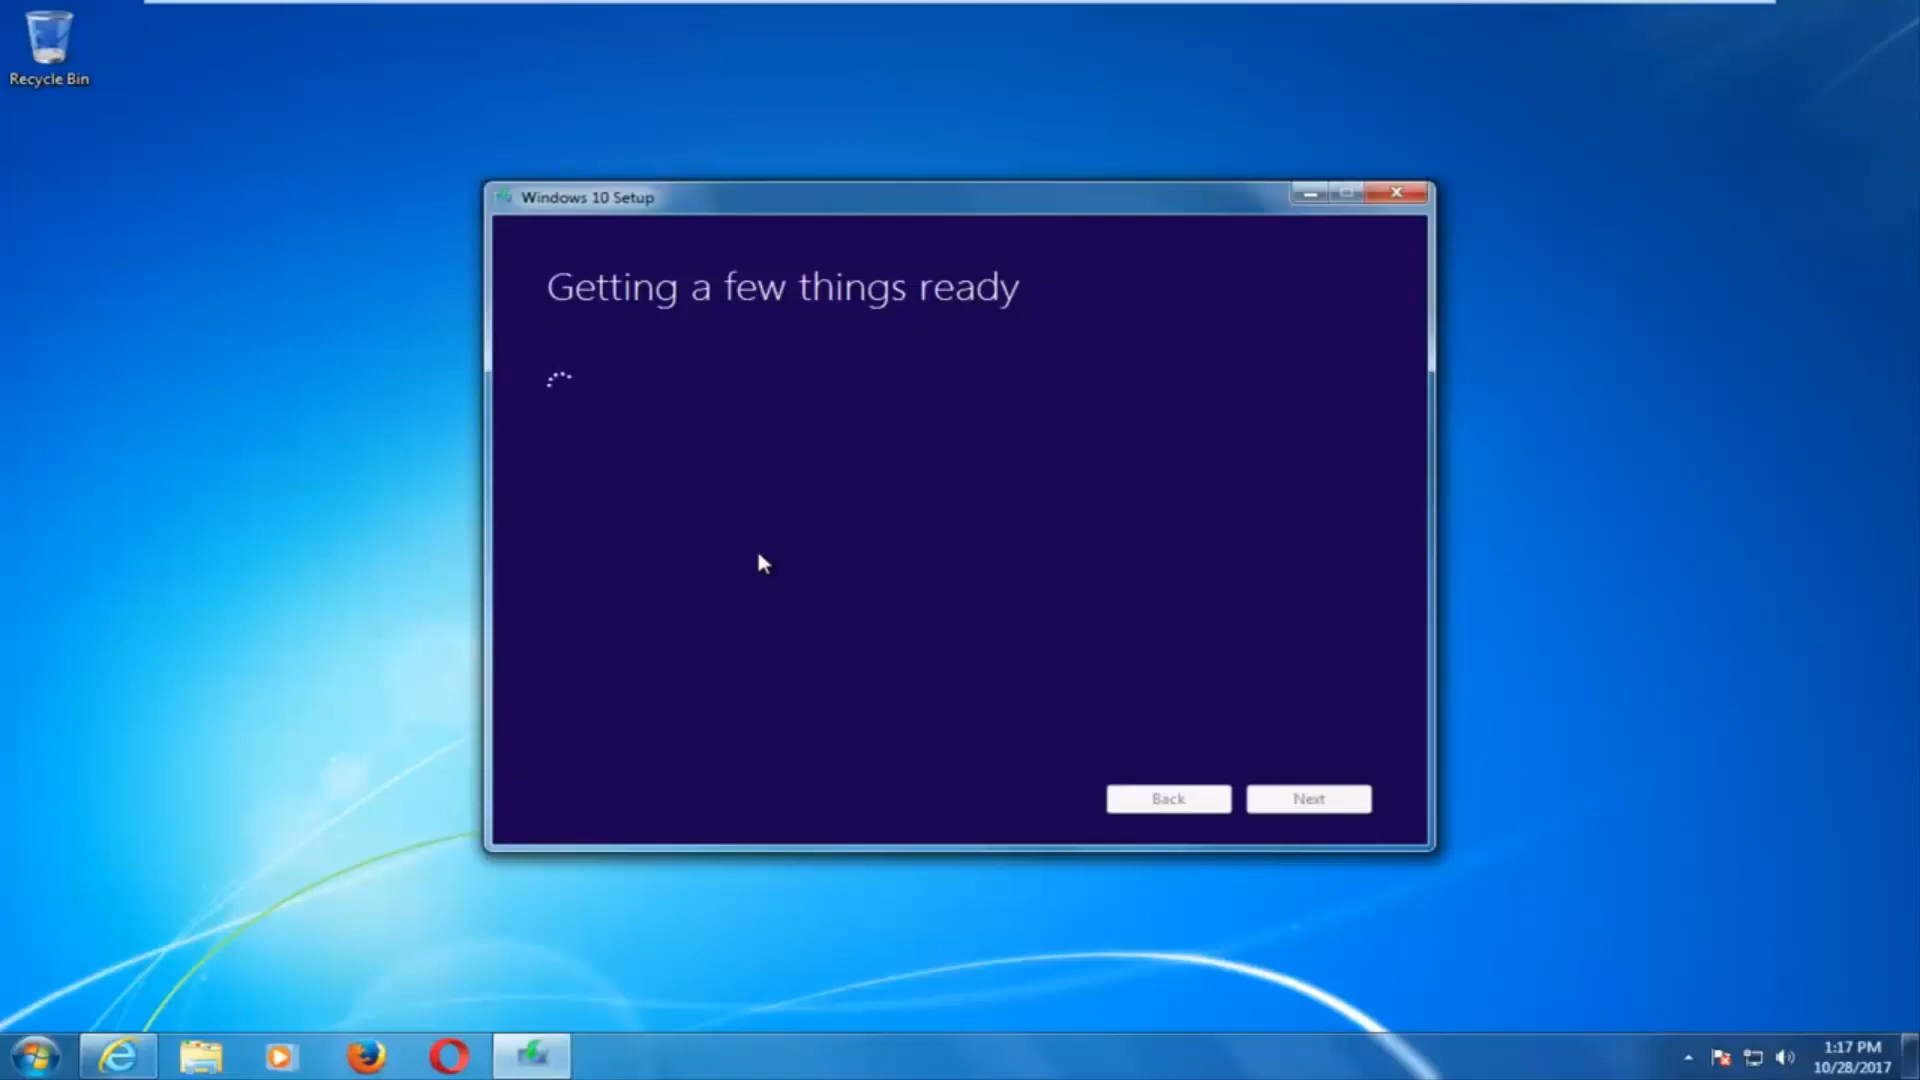 Recycle Bin
Windows 10 Setup
Getting a few things ready
Back
Next
1:17 PM
10/28/2017